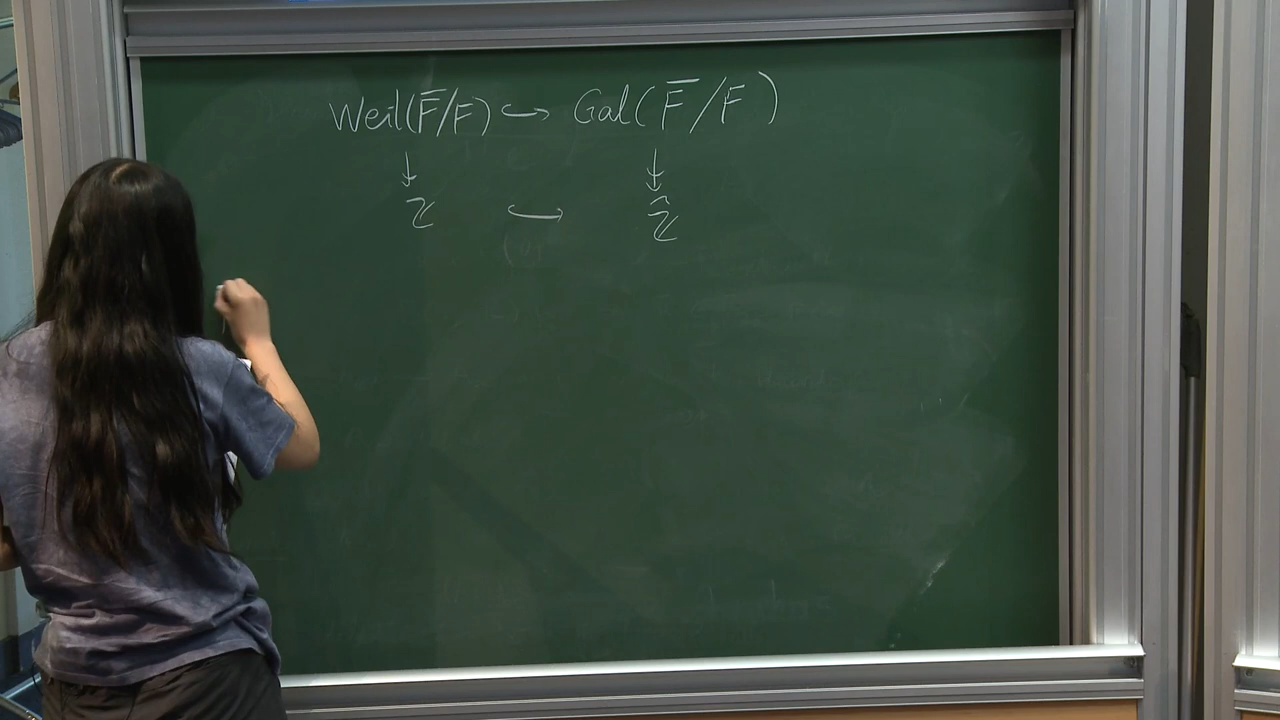 Weil(F̄/F) ↪ Gal(F̄/F)
↓ ↡
ℤ ↪ ℤ̂